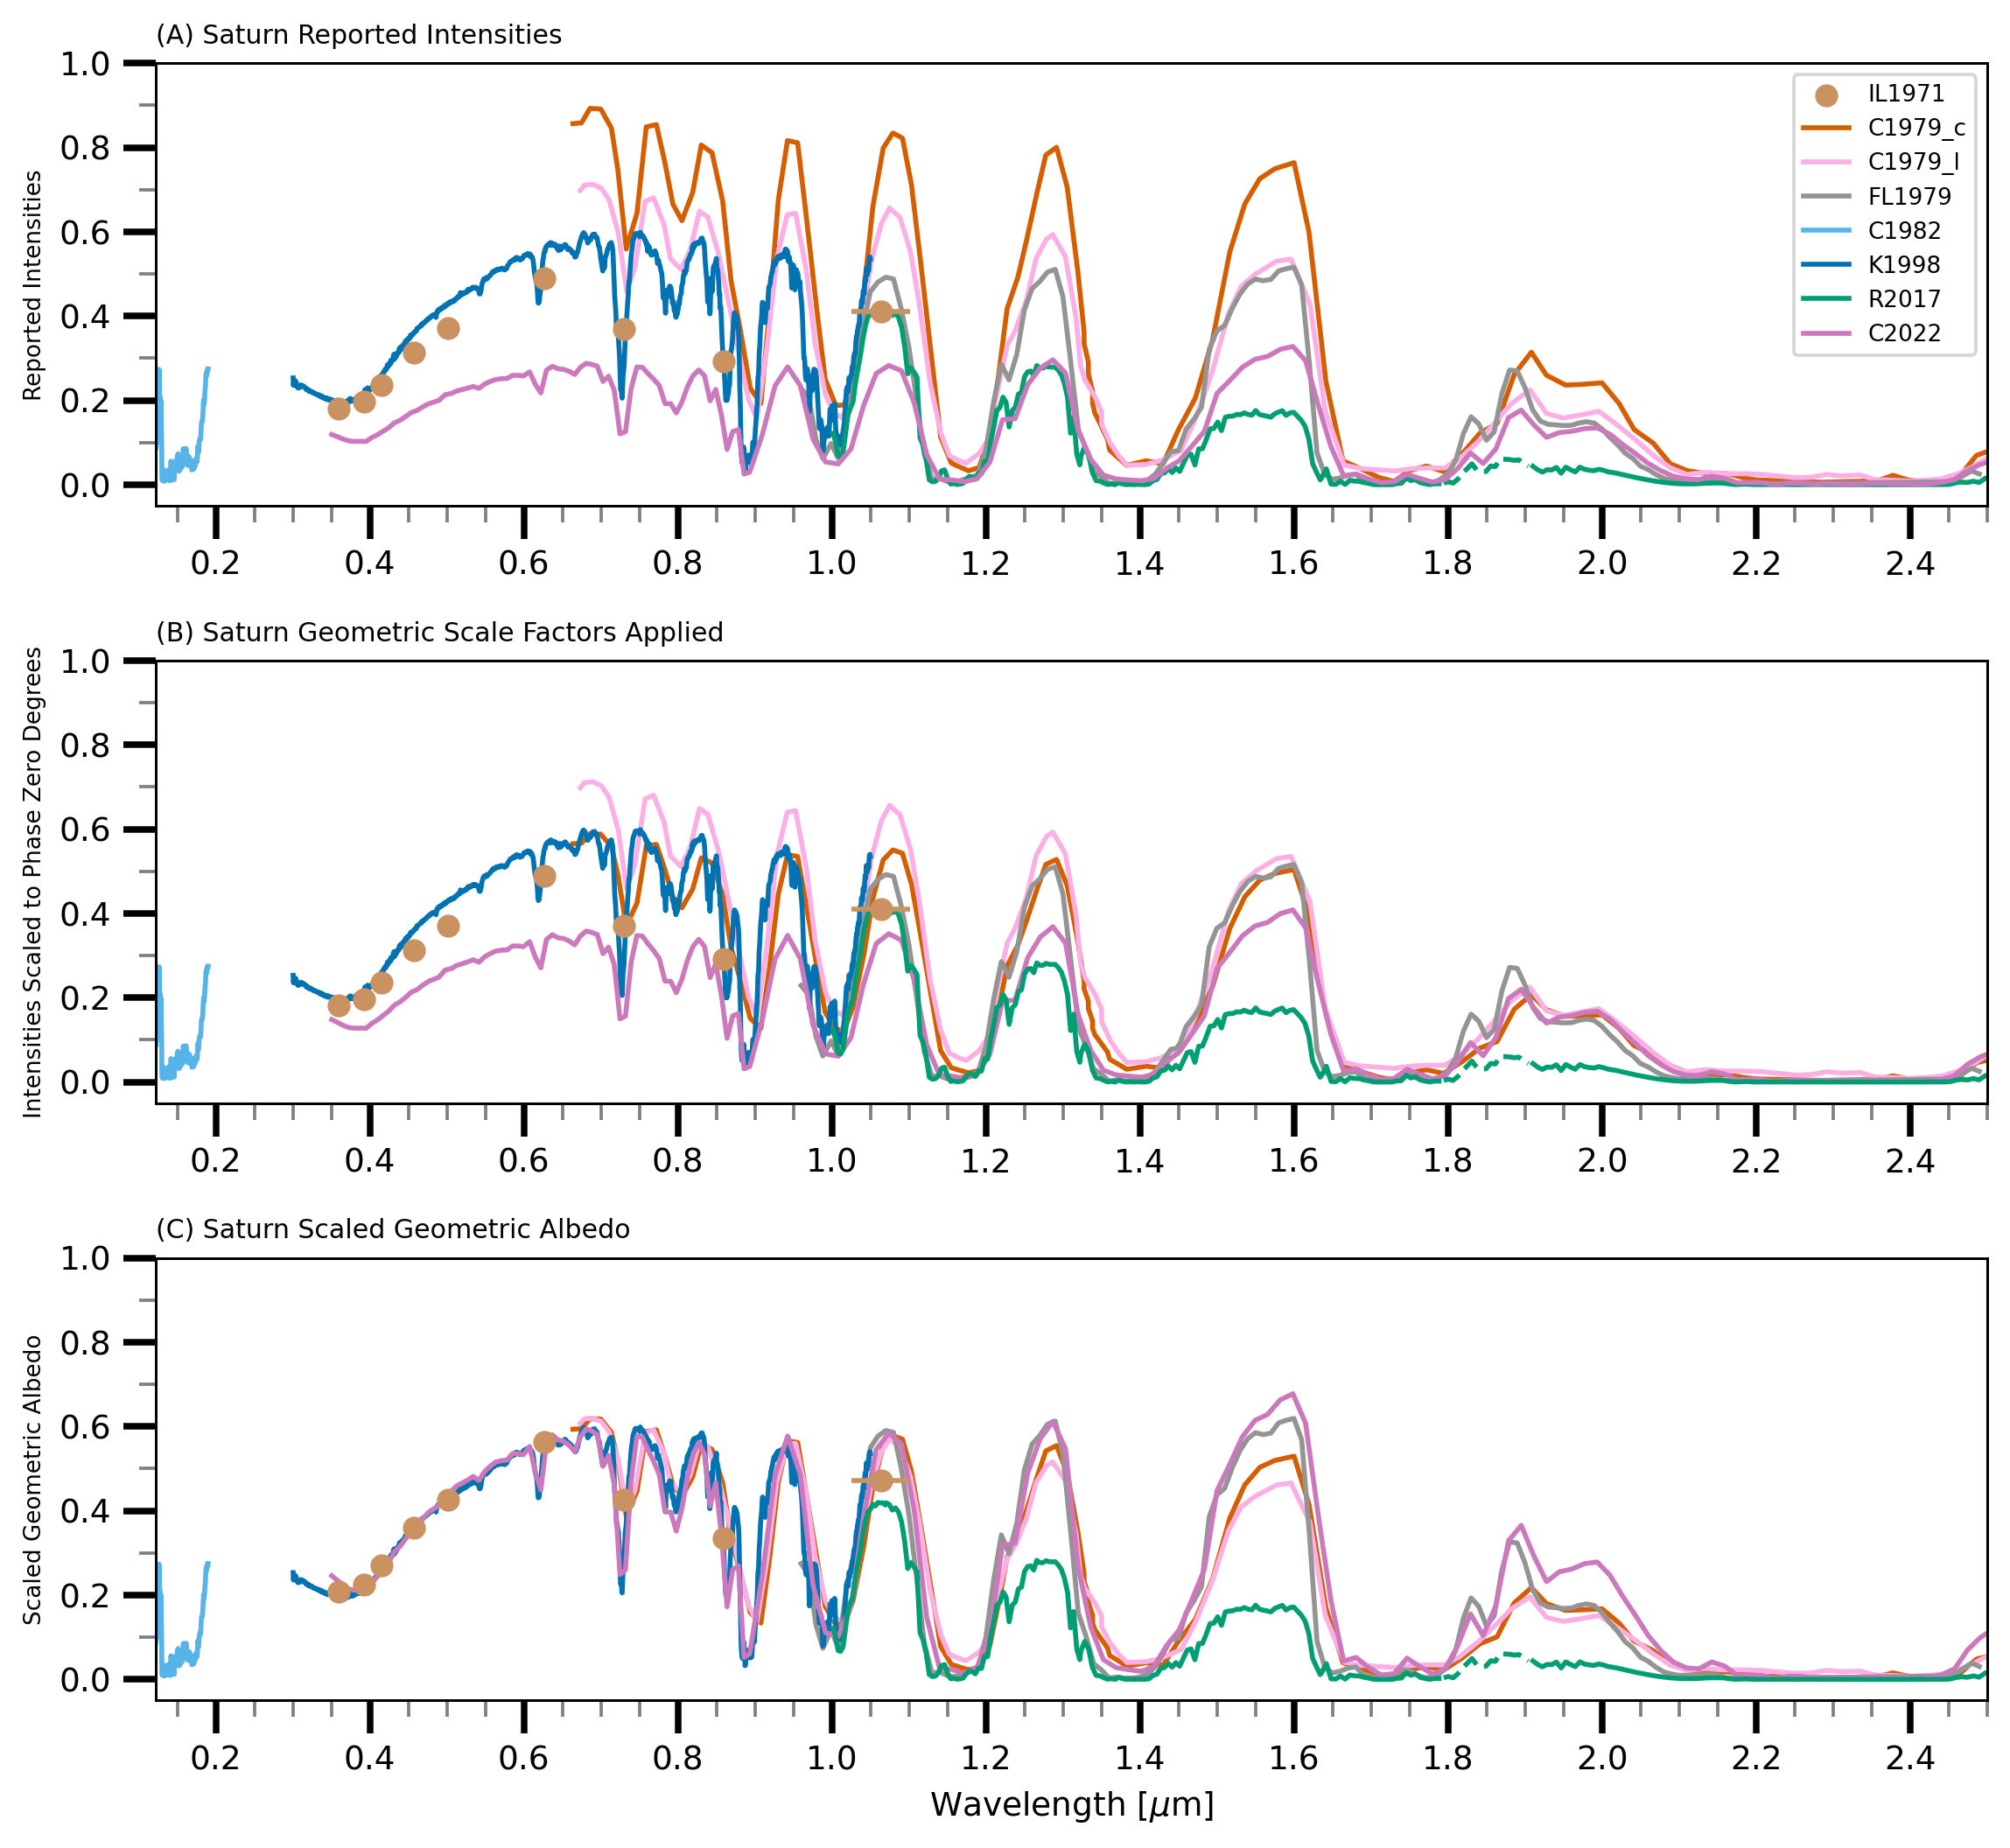 (A) Saturn Reported Intensities
Reported Intensities
1.0
0.8
0.6
0.4
0.2
0.0
IL1971
C1979_c
C1979_l
FL1979
C1982
K1998
R2017
C2022
0.2 0.4 0.6 0.8 1.0 1.2 1.4 1.6 1.8 2.0 2.2 2.4
(B) Saturn Geometric Scale Factors Applied
Intensities Scaled to Phase Zero Degrees
1.0
0.8
0.6
0.4
0.2
0.0
0.2 0.4 0.6 0.8 1.0 1.2 1.4 1.6 1.8 2.0 2.2 2.4
(C) Saturn Scaled Geometric Albedo
Scaled Geometric Albedo
1.0
0.8
0.6
0.4
0.2
0.0
0.2 0.4 0.6 0.8 1.0 1.2 1.4 1.6 1.8 2.0 2.2 2.4
Wavelength [μm]